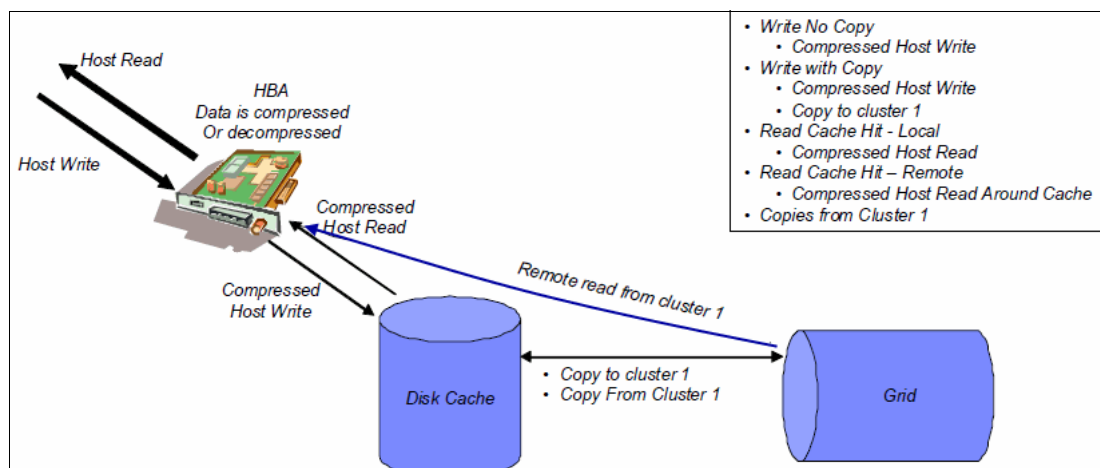 Host Read
HBA
Data is compressed
Or decompressed
Host Write
Compressed
Host Read
Compressed
Host Write
Remote read from cluster 1
Disk Cache
• Copy to cluster 1
• Copy From Cluster 1
Grid
• Write No Copy
• Compressed Host Write
• Write with Copy
• Compressed Host Write
• Copy to cluster 1
• Read Cache Hit - Local
• Compressed Host Read
• Read Cache Hit – Remote
• Compressed Host Read Around Cache
• Copies from Cluster 1